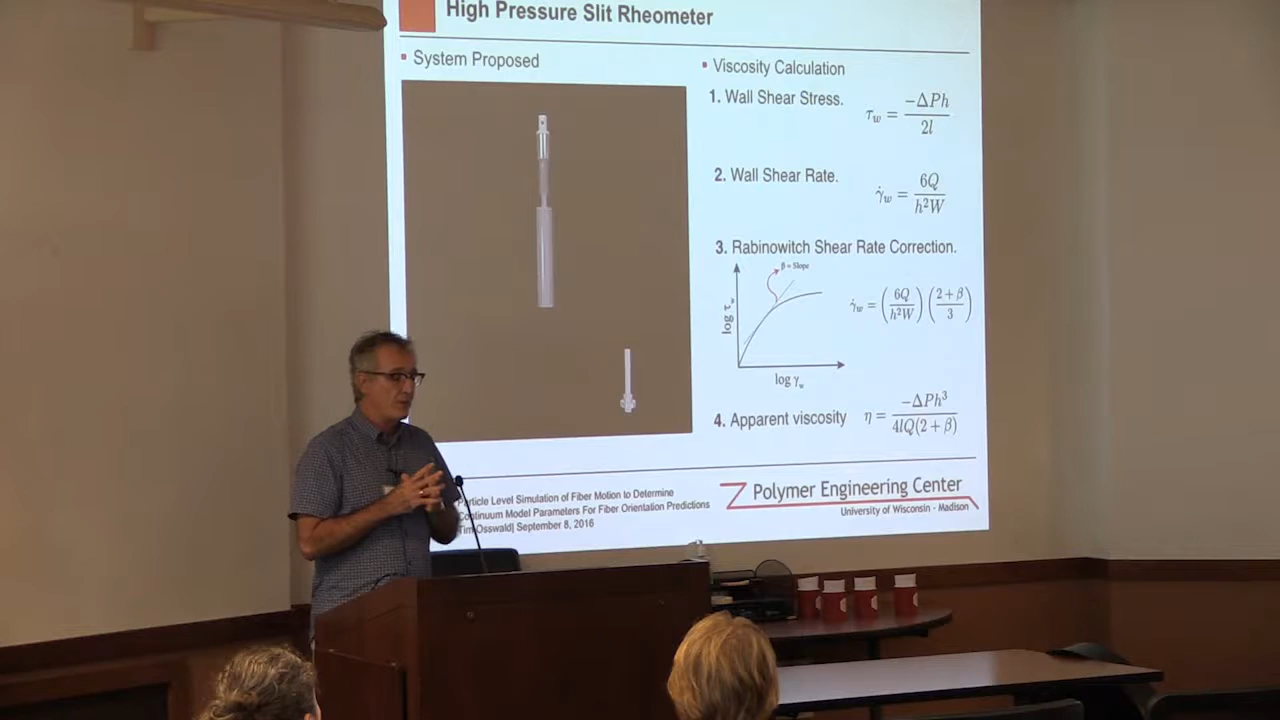 High Pressure Slit Rheometer
▪ System Proposed
▪ Viscosity Calculation
1. Wall Shear Stress. τ_w = −ΔPh / 2l
2. Wall Shear Rate. γ̇_w = 6Q / h²W
3. Rabinowitch Shear Rate Correction.
β = Slope
log τ_w
γ̇_w = (6Q / h²W) (2 + β / 3)
log γ_w
4. Apparent viscosity η = −ΔPh³ / 4lQ(2 + β)
Particle Level Simulation of Fiber Motion to Determine
Continuum Model Parameters For Fiber Orientation Predictions
Tim Osswald| September 8, 2016
Polymer Engineering Center
University of Wisconsin - Madison